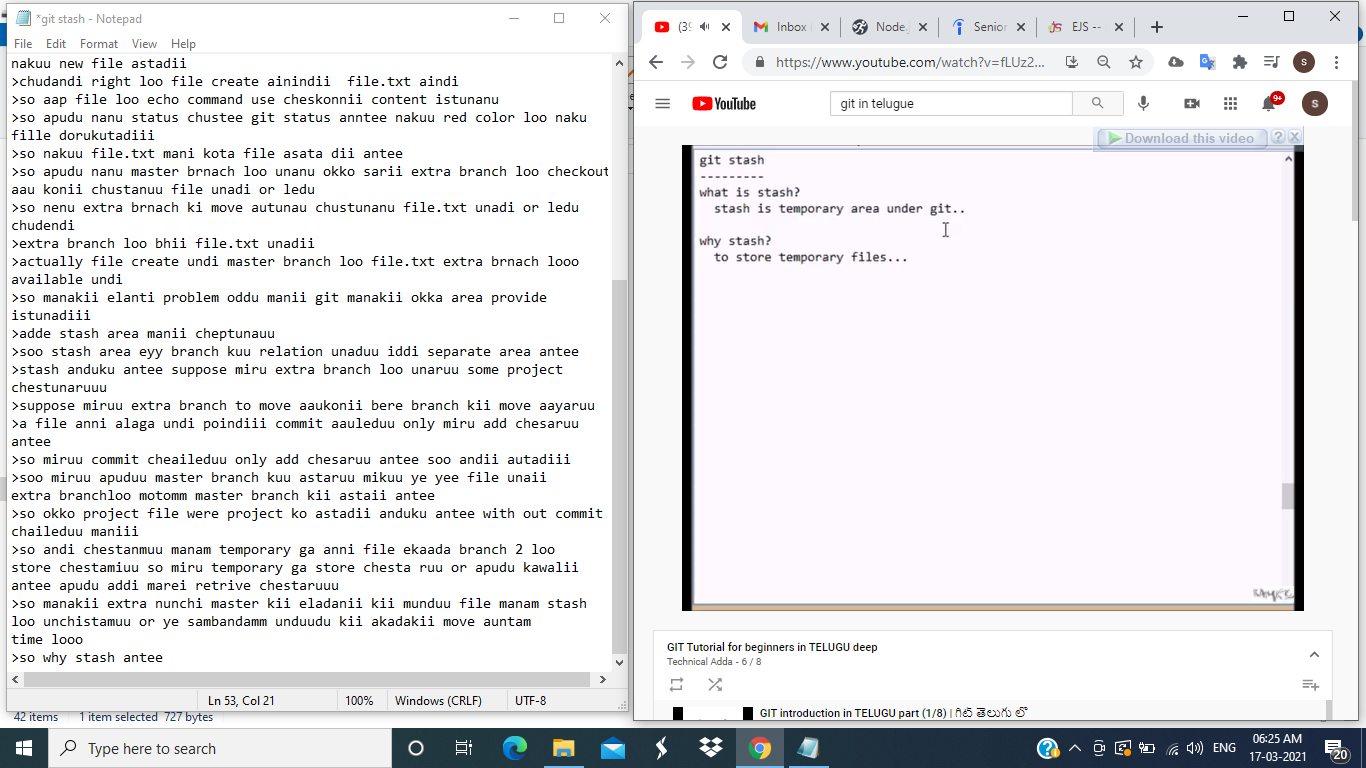 *git stash - Notepad
File Edit Format View Help
nakuu new file astadii
>chudandi right loo file create ainindii  file.txt aindi
>so aap file loo echo command use cheskonnii content istunanu
>so apudu nanu status chustee git status anntee nakuu red color loo naku
fille dorukutadiii
>so nakuu file.txt mani kota file asata dii antee
>so apudu nanu master brnach loo unanu okko sarii extra branch loo checkout
aau konii chustanuu file unadi or ledu
>so nenu extra brnach ki move autunau chustunanu file.txt unadi or ledu
chudendi
>extra branch loo bhii file.txt unadii
>actually file create undi master branch loo file.txt extra brnach looo
available undi
>so manakii elanti problem oddu manii git manakii okka area provide
istunadiii
>adde stash area manii cheptunauu
>soo stash area eyy branch kuu relation unaduu iddi separate area antee
>stash anduku antee suppose miru extra branch loo unaruu some project
chestunaruuu
>suppose miruu extra branch to move aaukonii bere branch kii move aayaruu
>a file anni alaga undi poindiii commit aauleduu only miru add chesaruu
antee
>so miruu commit cheaileduu only add chesaruu antee soo andii autadiii
>soo miruu apuduu master branch kuu astaruu mikuu ye yee file unaii
extra branchloo motomm master branch kii astaii antee
>so okko project file were project ko astadii anduku antee with out commit
chaileduu maniii
>so andi chestanmuu manam temporary ga anni file ekaada branch 2 loo
store chestamiuu so miru temporary ga store chesta ruu or apudu kawalii
antee apudu addi marei retrive chestaruuu
>so manakii extra nunchi master kii eladanii kii munduu file manam stash
loo unchistamuu or ye sambandamm unduudu kii akadakii move auntam
time looo
>so why stash antee
Ln 53, Col 21 100% Windows (CRLF) UTF-8
42 items 1 item selected 727 bytes
(39 Inbox Node. Senior EJS --
https://www.youtube.com/watch?v=fLUz2...
S
YouTube
git in telugue
9+
S
Download this video ? X
git stash
---------
what is stash?
stash is temporary area under git..
why stash?
to store temporary files...
GIT Tutorial for beginners in TELUGU deep
Technical Adda - 6 / 8
GIT introduction in TELUGU part (1/8) | గిట్ తెలుగు లో
Type here to search
ENG
06:25 AM
17-03-2021
20